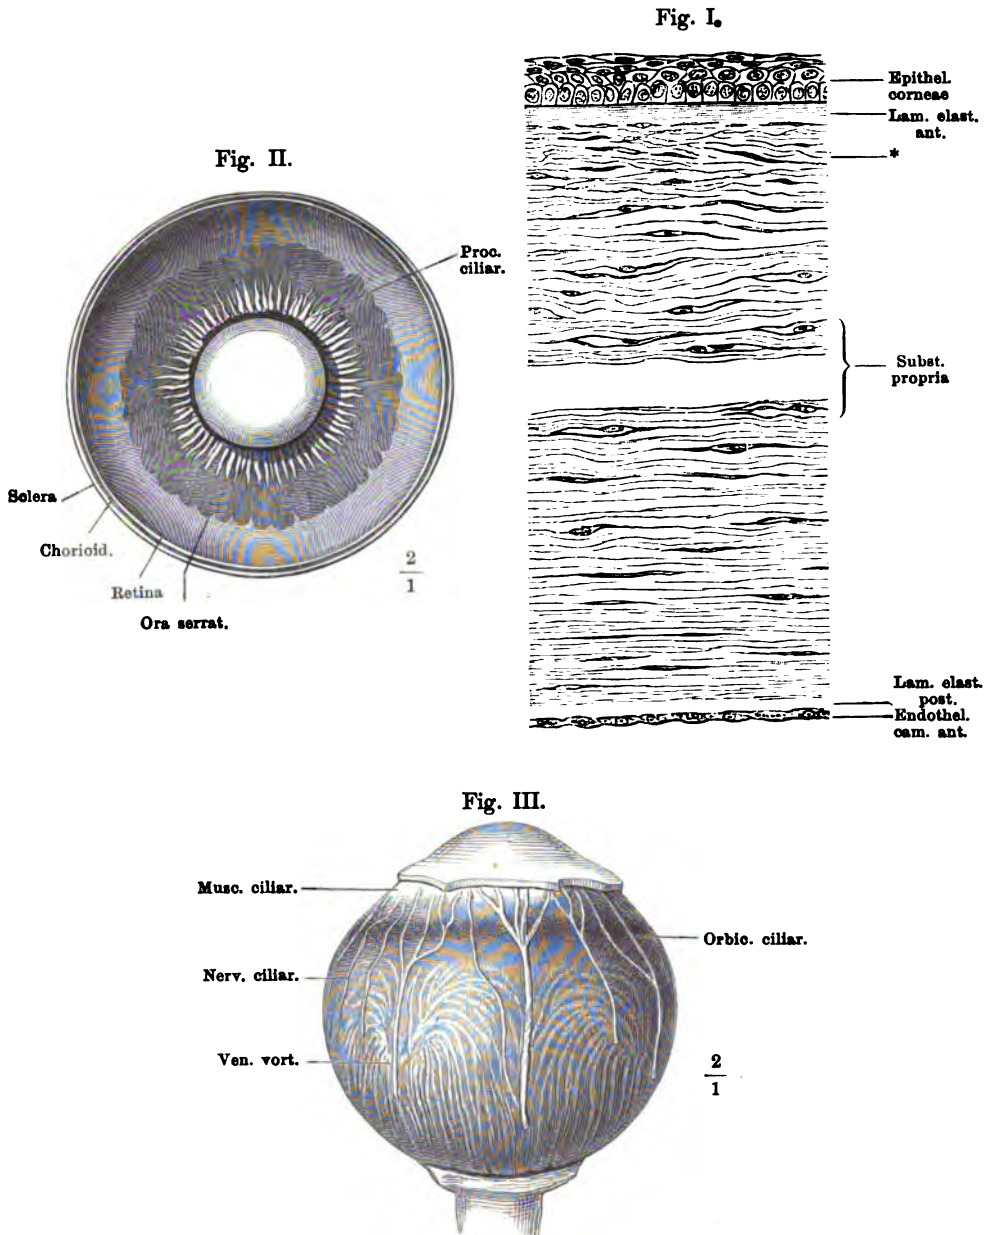 Fig. I.
Epithel.
corneae
Lam. elast.
ant.
*
Subst.
propria
Lam. elast.
post.
Endothel.
cam. ant.
Fig. II.
Proc.
ciliar.
Sclera
Chorioid.
Retina
Ora serrat.
2
1
Fig. III.
Musc. ciliar.
Orbic. ciliar.
Nerv. ciliar.
Ven. vort.
2
1